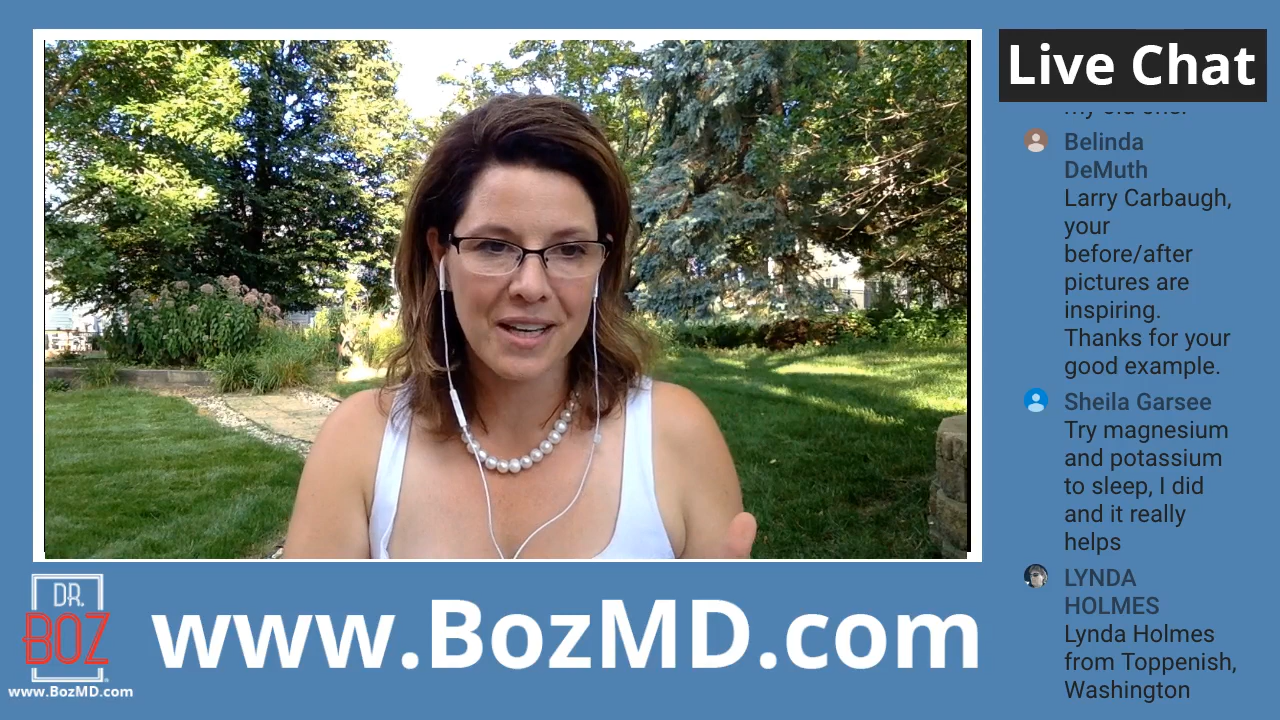 Live Chat
Belinda
DeMuth
Larry Carbaugh,
your
before/after
pictures are
inspiring.
Thanks for your
good example.
Sheila Garsee
Try magnesium
and potassium
to sleep, I did
and it really
helps
LYNDA
HOLMES
Lynda Holmes
from Toppenish,
Washington
DR.
BOZ
www.BozMD.com
www.BozMD.com